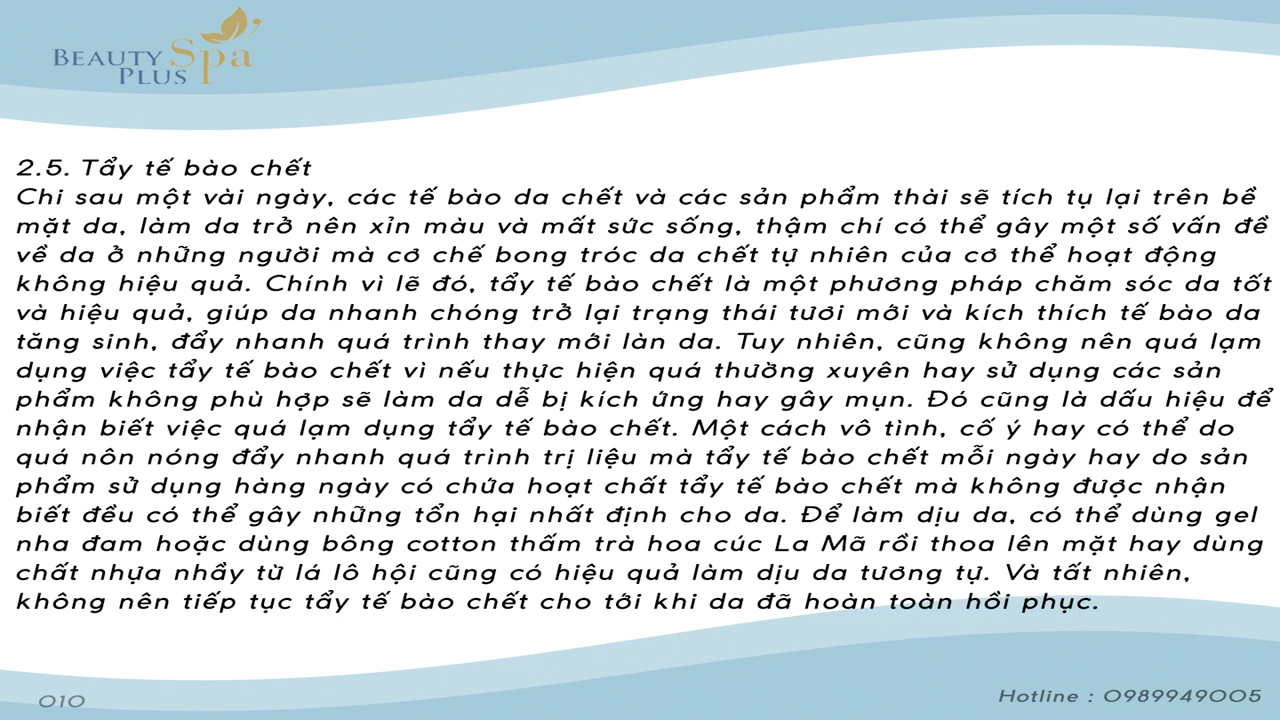 BEAUTY Spa
PLUS
2.5. Tẩy tế bào chết
Chi sau một vài ngày, các tế bào da chết và các sản phẩm thài sẽ tích tụ lại trên bề
mặt da, làm da trở nên xỉn màu và mất sức sống, thậm chí có thể gây một số vấn đề
về da ở những người mà cơ chế bong tróc da chết tự nhiên của cơ thể hoạt động
không hiệu quả. Chính vì lẽ đó, tẩy tế bào chết là một phương pháp chăm sóc da tốt
và hiệu quả, giúp da nhanh chóng trở lại trạng thái tươi mới và kích thích tế bào da
tăng sinh, đẩy nhanh quá trình thay mới làn da. Tuy nhiên, cũng không nên quá lạm
dụng việc tẩy tế bào chết vì nếu thực hiện quá thường xuyên hay sử dụng các sản
phẩm không phù hợp sẽ làm da dễ bị kích ứng hay gây mụn. Đó cũng là dấu hiệu để
nhận biết việc quá lạm dụng tẩy tế bào chết. Một cách vô tình, cố ý hay có thể do
quá nôn nóng đẩy nhanh quá trình trị liệu mà tẩy tế bào chết mỗi ngày hay do sản
phẩm sử dụng hàng ngày có chứa hoạt chất tẩy tế bào chết mà không được nhận
biết đều có thể gây những tổn hại nhất định cho da. Để làm dịu da, có thể dùng gel
nha đam hoặc dùng bông cotton thấm trà hoa cúc La Mã rồi thoa lên mặt hay dùng
chất nhựa nhầy từ lá lô hội cũng có hiệu quả làm dịu da tương tự. Và tất nhiên,
không nên tiếp tục tẩy tế bào chết cho tới khi da đã hoàn toàn hồi phục.
010
Hotline : 0989949005